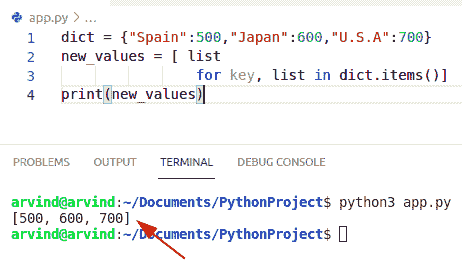 app.py > ...
1 dict = {"Spain":500,"Japan":600,"U.S.A":700}
2 new_values = [ list
3 for key, list in dict.items()]
4 print(new_values)
PROBLEMS OUTPUT TERMINAL DEBUG CONSOLE
arvind@arvind:~/Documents/PythonProject$ python3 app.py
[500, 600, 700]
arvind@arvind:~/Documents/PythonProject$